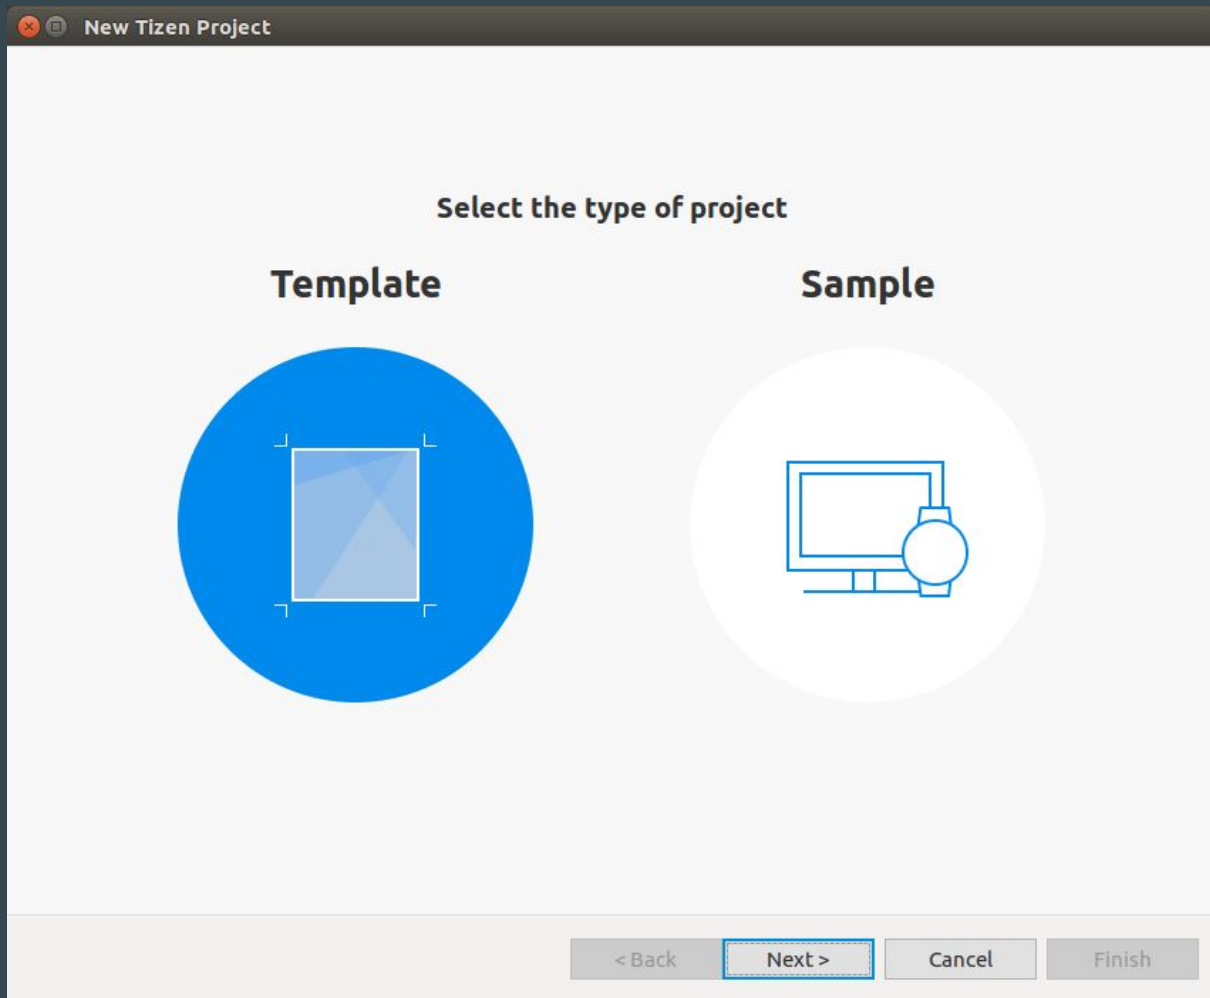 New Tizen Project
Select the type of project
Template
Sample
< Back
Next >
Cancel
Finish